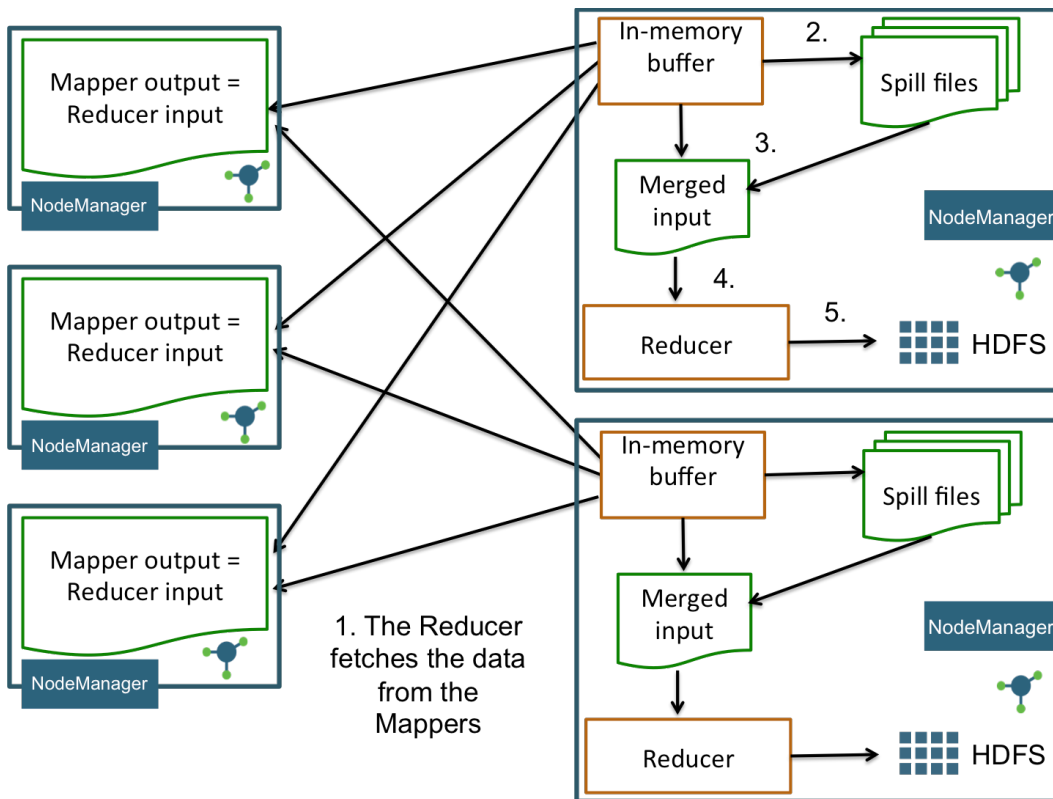 Mapper output =
Reducer input
NodeManager
Mapper output =
Reducer input
NodeManager
Mapper output =
Reducer input
NodeManager
1. The Reducer
fetches the data
from the
Mappers
In-memory
buffer
2.
Spill files
3.
Merged
input
NodeManager
4.
Reducer
5.
HDFS
In-memory
buffer
Spill files
Merged
input
NodeManager
Reducer
HDFS